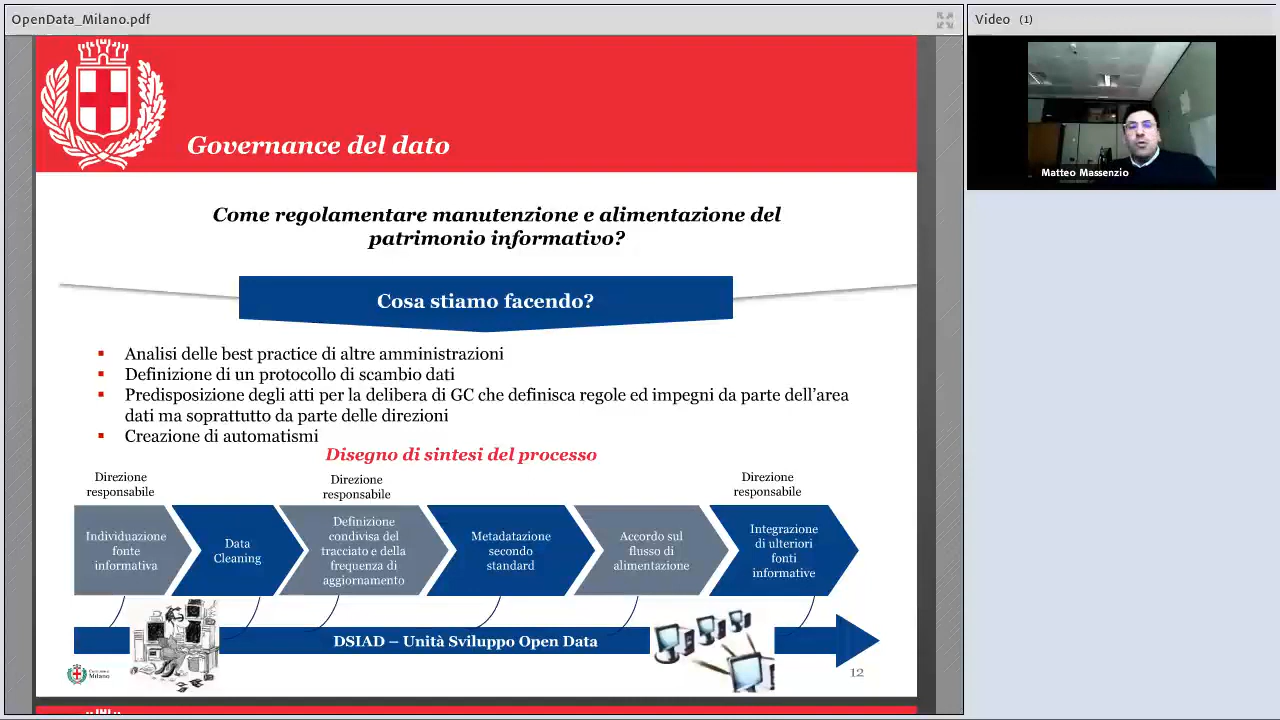 OpenData_Milano.pdf
Video (1)
Matteo Massenzio
Governance del dato
Come regolamentare manutenzione e alimentazione del
patrimonio informativo?
Cosa stiamo facendo?
Analisi delle best practice di altre amministrazioni
Definizione di un protocollo di scambio dati
Predisposizione degli atti per la delibera di GC che definisca regole ed impegni da parte dell'area
dati ma soprattutto da parte delle direzioni
Creazione di automatismi
Disegno di sintesi del processo
Direzione
responsabile
Direzione
responsabile
Direzione
responsabile
Individuazione
fonte
informativa
Data
Cleaning
Definizione
condivisa del
tracciato e della
frequenza di
aggiornamento
Metadatazione
secondo
standard
Accordo sul
flusso di
alimentazione
Integrazione
di ulteriori
fonti
informative
DSIAD – Unità Sviluppo Open Data
Milano
12